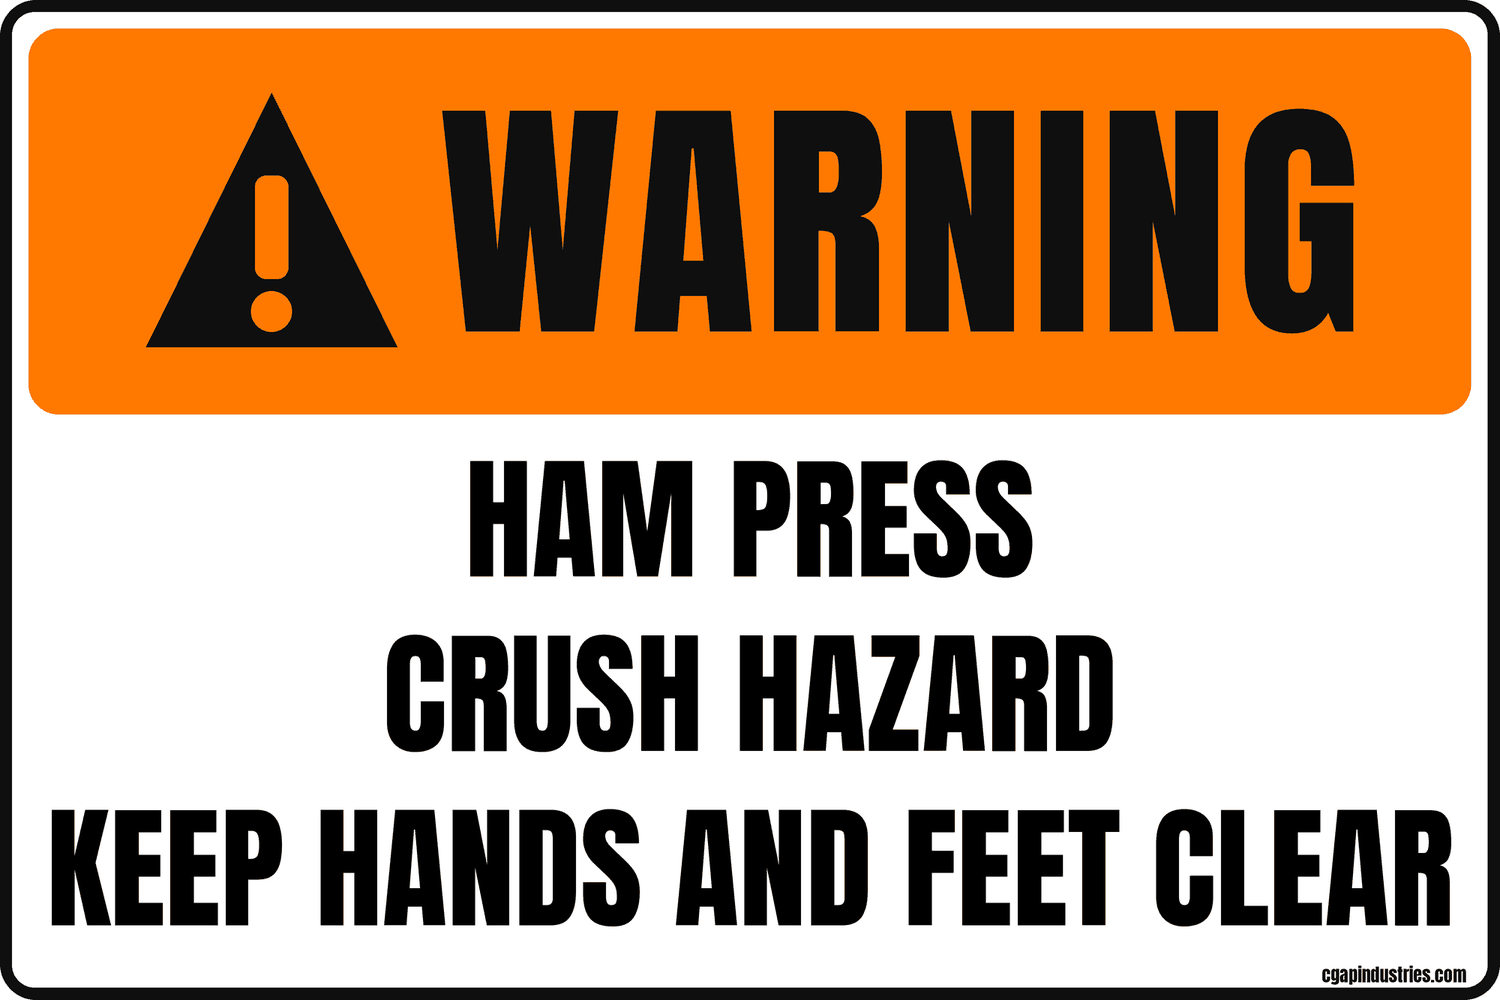 WARNING
HAM PRESS
CRUSH HAZARD
KEEP HANDS AND FEET CLEAR
cgapindustries.com